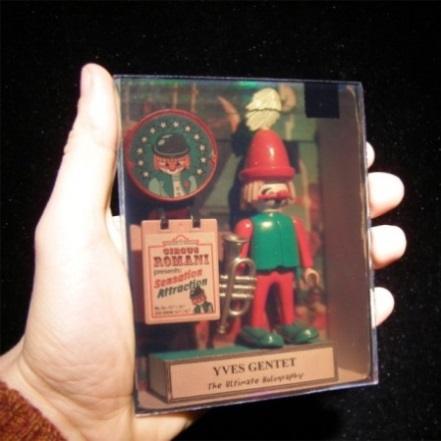 CIRCUS
ROMANI
presents:
Sensation
Attraction
YVES GENTET
The Ultimate Holography